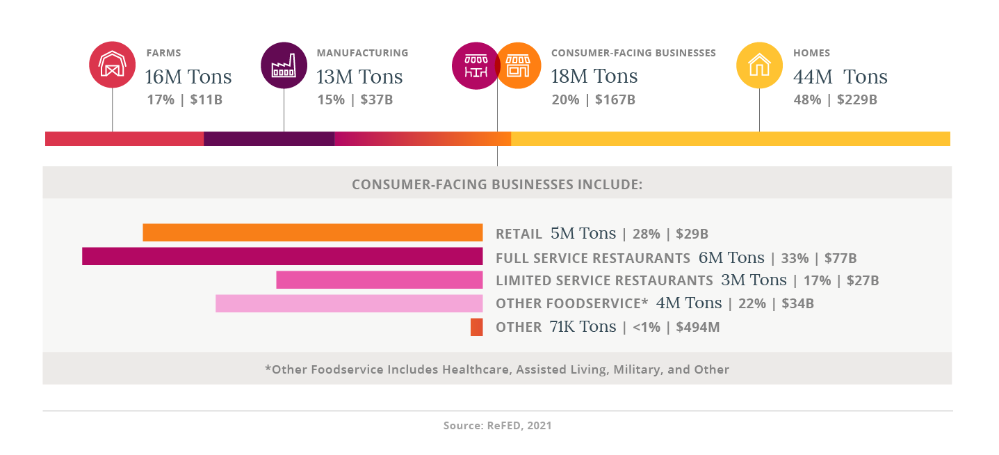 FARMS
16M Tons
17% | $11B
MANUFACTURING
13M Tons
15% | $37B
CONSUMER-FACING BUSINESSES
18M Tons
20% | $167B
HOMES
44M Tons
48% | $229B
CONSUMER-FACING BUSINESSES INCLUDE:
RETAIL 5M Tons | 28% | $29B
FULL SERVICE RESTAURANTS 6M Tons | 33% | $77B
LIMITED SERVICE RESTAURANTS 3M Tons | 17% | $27B
OTHER FOODSERVICE* 4M Tons | 22% | $34B
OTHER 71K Tons | <1% | $494M
*Other Foodservice Includes Healthcare, Assisted Living, Military, and Other
Source: ReFED, 2021